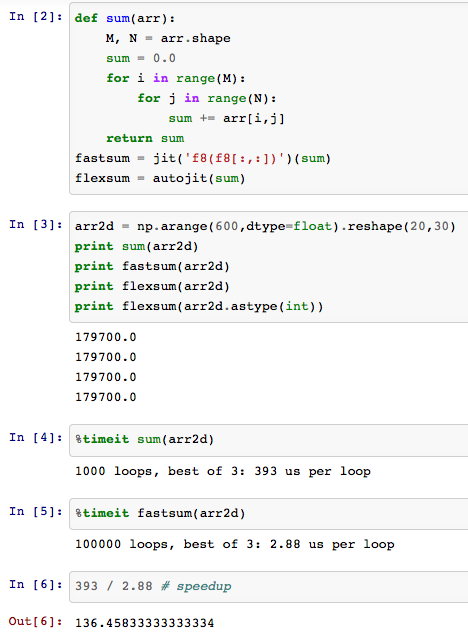 In [2]: def sum(arr):
    M, N = arr.shape
    sum = 0.0
    for i in range(M):
        for j in range(N):
            sum += arr[i,j]
    return sum
fastsum = jit('f8(f8[:,:])')(sum)
flexsum = autojit(sum)
In [3]: arr2d = np.arange(600,dtype=float).reshape(20,30)
print sum(arr2d)
print fastsum(arr2d)
print flexsum(arr2d)
print flexsum(arr2d.astype(int))
179700.0
179700.0
179700.0
179700.0
In [4]: %timeit sum(arr2d)
1000 loops, best of 3: 393 us per loop
In [5]: %timeit fastsum(arr2d)
100000 loops, best of 3: 2.88 us per loop
In [6]: 393 / 2.88 # speedup
Out[6]: 136.45833333333334